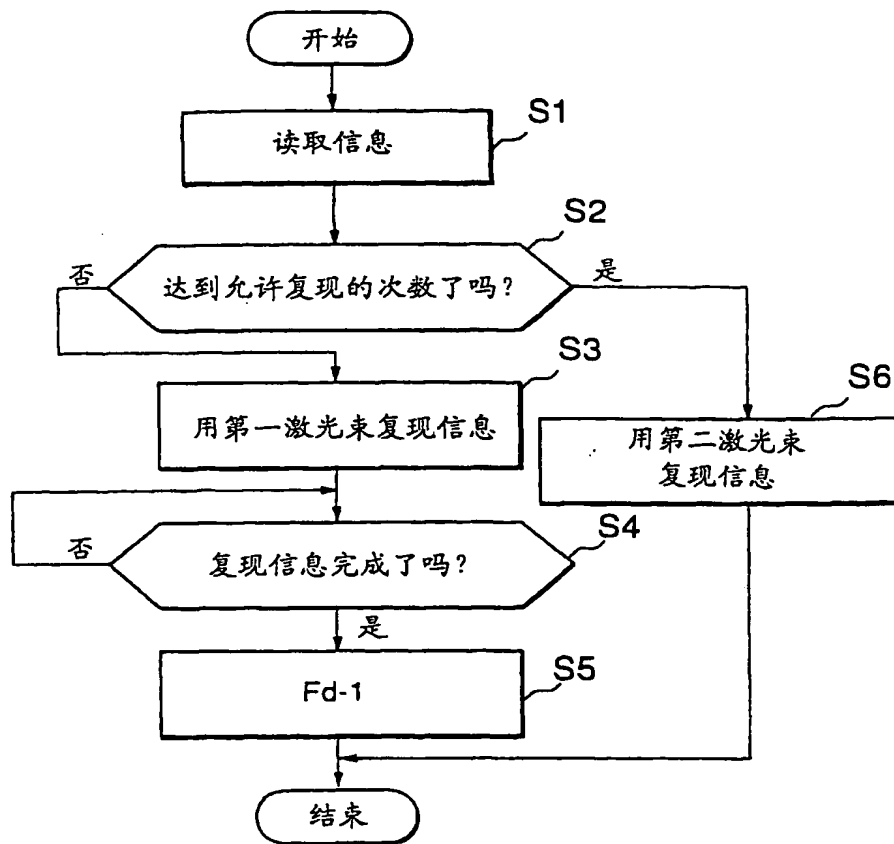 开始
S1
读取信息
S2
否
达到允许复现的次数了吗?
是
S3
用第一激光束复现信息
S6
用第二激光束
复现信息
否
复现信息完成了吗?
S4
是
S5
Fd-1
结束